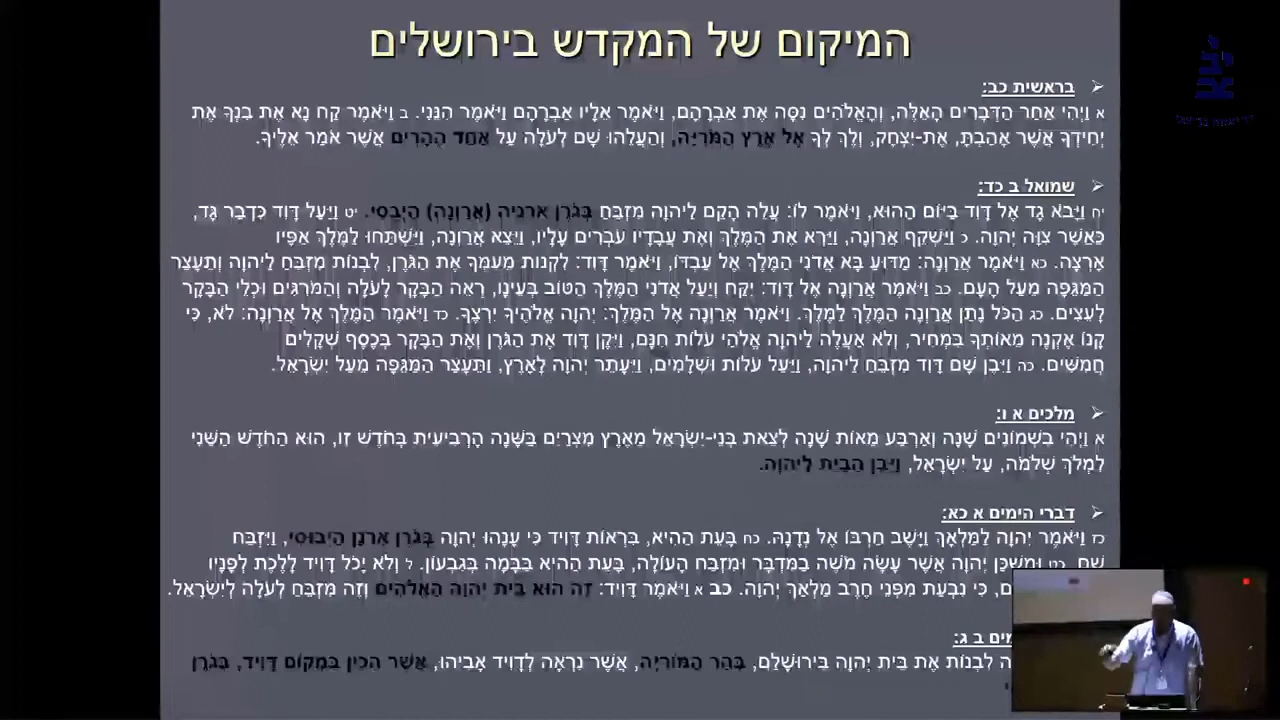 המיקום של המקדש בירושלים
בראשית כב:
א וַיְהִי אַחַר הַדְּבָרִים הָאֵלֶּה, וְהָאֱלֹהִים נִסָּה אֶת אַבְרָהָם, וַיֹּאמֶר אֵלָיו אַבְרָהָם וַיֹּאמֶר הִנֵּנִי. ב וַיֹּאמֶר קַח נָא אֶת בִּנְךָ אֶת
יְחִידְךָ אֲשֶׁר אָהַבְתָּ, אֶת-יִצְחָק, וְלֶךְ לְךָ אֶל אֶרֶץ הַמֹּרִיָּה, וְהַעֲלֵהוּ שָׁם לְעֹלָה עַל אַחַד הֶהָרִים אֲשֶׁר אֹמַר אֵלֶיךָ.
שמואל ב כד:
יח וַיָּבֹא גָד אֶל דָּוִד בַּיּוֹם הַהוּא, וַיֹּאמֶר לוֹ: עֲלֵה הָקֵם לַיהוָה מִזְבֵּחַ בְּגֹרֶן ארניה (אֲרַוְנָה) הַיְבֻסִי. יט וַיַּעַל דָּוִד כִּדְבַר גָּד,
כַּאֲשֶׁר צִוָּה יְהוָה. כ וַיַּשְׁקֵף אֲרַוְנָה, וַיַּרְא אֶת הַמֶּלֶךְ וְאֶת עֲבָדָיו עֹבְרִים עָלָיו, וַיֵּצֵא אֲרַוְנָה, וַיִּשְׁתַּחוּ לַמֶּלֶךְ אַפָּיו
אָרְצָה. כא וַיֹּאמֶר אֲרַוְנָה: מַדּוּעַ בָּא אֲדֹנִי הַמֶּלֶךְ אֶל עַבְדּוֹ, וַיֹּאמֶר דָּוִד: לִקְנוֹת מֵעִמְּךָ אֶת הַגֹּרֶן, לִבְנוֹת מִזְבֵּחַ לַיהוָה וְתֵעָצַר
הַמַּגֵּפָה מֵעַל הָעָם. כב וַיֹּאמֶר אֲרַוְנָה אֶל דָּוִד: יִקַּח וְיַעַל אֲדֹנִי הַמֶּלֶךְ הַטּוֹב בְּעֵינָו, רְאֵה הַבָּקָר לָעֹלָה וְהַמֹּרִגִּים וּכְלֵי הַבָּקָר
לָעֵצִים. כג הַכֹּל נָתַן אֲרַוְנָה הַמֶּלֶךְ לַמֶּלֶךְ. וַיֹּאמֶר אֲרַוְנָה אֶל הַמֶּלֶךְ: יְהוָה אֱלֹהֶיךָ יִרְצֶךָ. כד וַיֹּאמֶר הַמֶּלֶךְ אֶל אֲרַוְנָה: לֹא, כִּי
קָנוֹ אֶקְנֶה מֵאוֹתְךָ בִּמְחִיר, וְלֹא אַעֲלֶה לַיהוָה אֱלֹהַי עֹלוֹת חִנָּם, וַיִּקֶן דָּוִד אֶת הַגֹּרֶן וְאֶת הַבָּקָר בְּכֶסֶף שְׁקָלִים
חֲמִשִּׁים. כה וַיִּבֶן שָׁם דָּוִד מִזְבֵּחַ לַיהוָה, וַיַּעַל עֹלוֹת וּשְׁלָמִים, וַיֵּעָתֵר יְהוָה לָאָרֶץ, וַתֵּעָצַר הַמַּגֵּפָה מֵעַל יִשְׂרָאֵל.
מלכים א ו:
א וַיְהִי בִשְׁמוֹנִים שָׁנָה וְאַרְבַּע מֵאוֹת שָׁנָה לְצֵאת בְּנֵי-יִשְׂרָאֵל מֵאֶרֶץ מִצְרַיִם בַּשָּׁנָה הָרְבִיעִית בְּחֹדֶשׁ זִו, הוּא הַחֹדֶשׁ הַשֵּׁנִי
לִמְלֹךְ שְׁלֹמֹה, עַל יִשְׂרָאֵל, וַיִּבֶן הַבַּיִת לַיהוָה.
דברי הימים א כא:
כז וַיֹּאמֶר יְהוָה לַמַּלְאָךְ וַיָּשֶׁב חַרְבּוֹ אֶל נְדָנָהּ. כח בָּעֵת הַהִיא, בִּרְאוֹת דָּוִיד כִּי עָנָהוּ יְהוָה בְּגֹרֶן אָרְנָן הַיְבוּסִי, וַיִּזְבַּח
שָׁם. כט וּמִשְׁכַּן יְהוָה אֲשֶׁר עָשָׂה מֹשֶׁה בַמִּדְבָּר וּמִזְבַּח הָעוֹלָה, בָּעֵת הַהִיא בַּבָּמָה בְּגִבְעוֹן. ל וְלֹא יָכֹל דָּוִיד לָלֶכֶת לְפָנָיו
כִּי נִבְעַת מִפְּנֵי חֶרֶב מַלְאַךְ יְהוָה. כב א וַיֹּאמֶר דָּוִיד: זֶה הוּא בֵּית יְהוָה הָאֱלֹהִים וְזֶה מִזְבֵּחַ לְעֹלָה לְיִשְׂרָאֵל.
ב ג:
לִבְנוֹת אֶת בֵּית יְהוָה בִּירוּשָׁלִַם, בְּהַר הַמּוֹרִיָּה, אֲשֶׁר נִרְאָה לְדָוִיד אָבִיהוּ, אֲשֶׁר הֵכִין בִּמְקוֹם דָּוִיד, בְּגֹרֶן